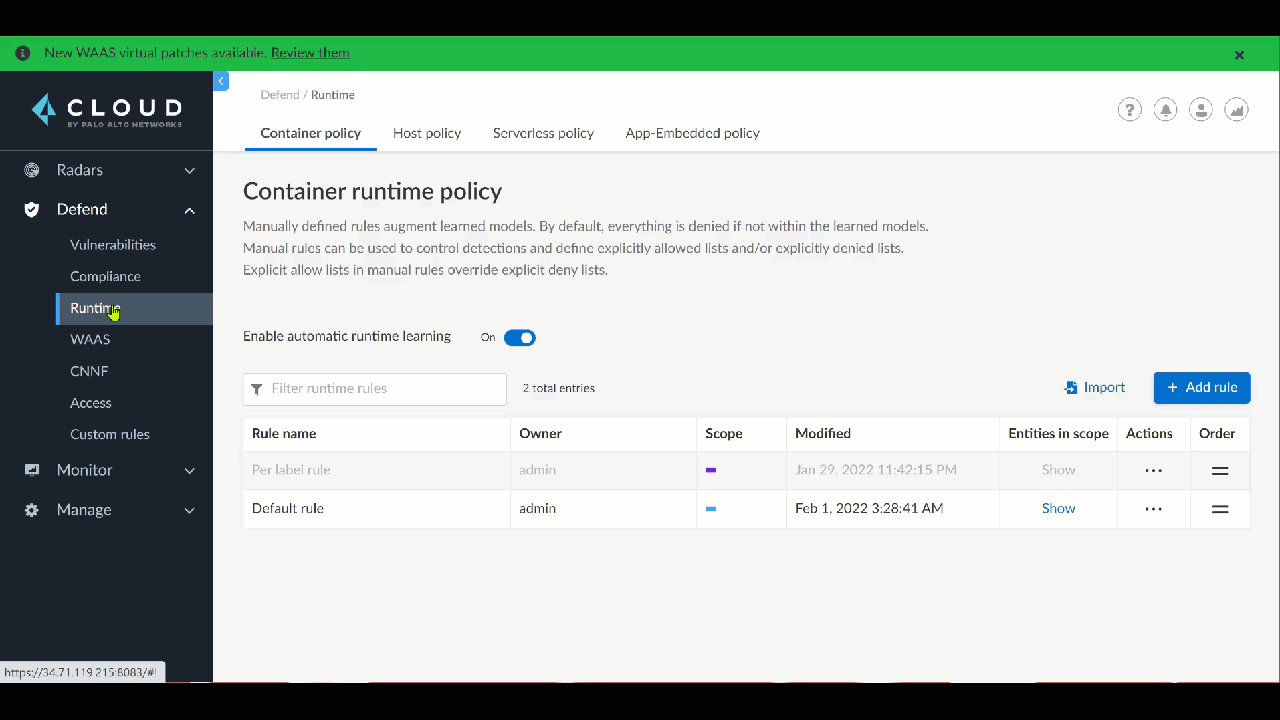 New WAAS virtual patches available. Review them
CLOUD
BY PALO ALTO NETWORKS
Radars
Defend
Vulnerabilities
Compliance
Runtime
WAAS
CNNF
Access
Custom rules
Monitor
Manage
https://34.71.119.215:8083/#!
Defend / Runtime
Container policy Host policy Serverless policy App-Embedded policy
Container runtime policy
Manually defined rules augment learned models. By default, everything is denied if not within the learned models.
Manual rules can be used to control detections and define explicitly allowed lists and/or explicitly denied lists.
Explicit allow lists in manual rules override explicit deny lists.
Enable automatic runtime learning On
Filter runtime rules 2 total entries Import + Add rule
Rule name Owner Scope Modified Entities in scope Actions Order
Per label rule admin Jan 29, 2022 11:42:15 PM Show
Default rule admin Feb 1, 2022 3:28:41 AM Show